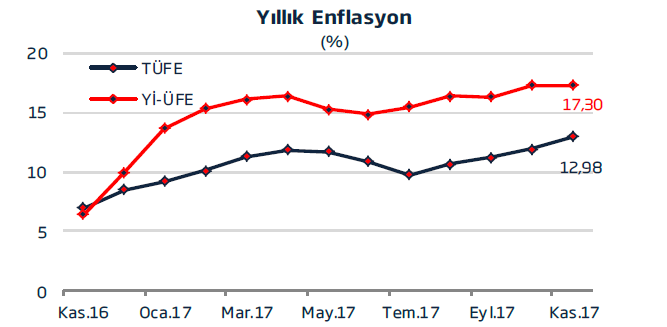 Yıllık Enflasyon
(%)
20
TÜFE
Yİ-ÜFE
15
17,30
10
12,98
5
0
Kas.16 Oca.17 Mar.17 May.17 Tem.17 Eyl.17 Kas.17